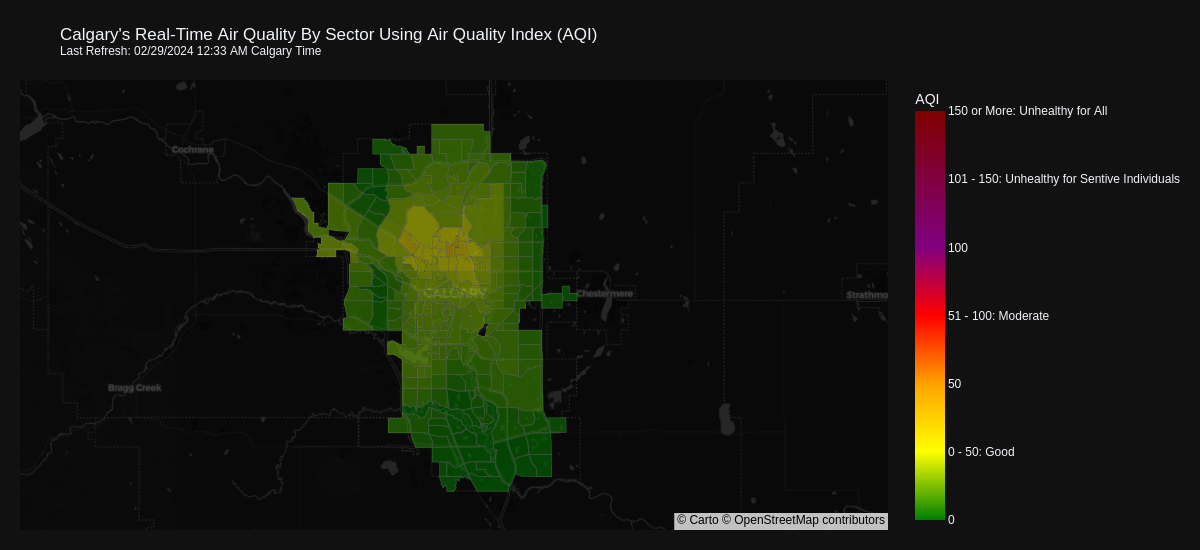 Calgary's Real-Time Air Quality By Sector Using Air Quality Index (AQI)
Last Refresh: 02/29/2024 12:33 AM Calgary Time
AQI
150 or More: Unhealthy for All
Cochrane
101 - 150: Unhealthy for Sentive Individuals
100
CALGARY
Chestermere
Strathmo
51 - 100: Moderate
Bragg Creek
50
0 - 50: Good
© Carto © OpenStreetMap contributors
0